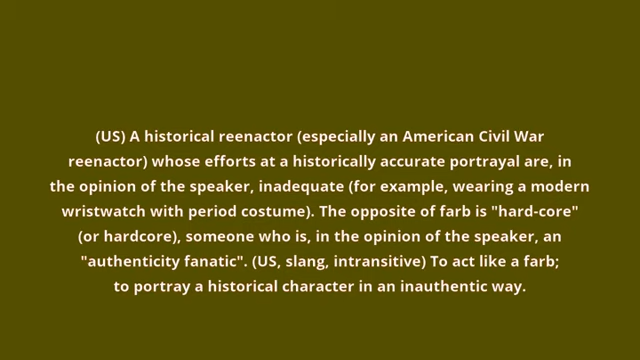 (US) A historical reenactor (especially an American Civil War
reenactor) whose efforts at a historically accurate portrayal are, in
the opinion of the speaker, inadequate (for example, wearing a modern
wristwatch with period costume). The opposite of farb is "hard-core"
(or hardcore), someone who is, in the opinion of the speaker, an
"authenticity fanatic". (US, slang, intransitive) To act like a farb;
to portray a historical character in an inauthentic way.